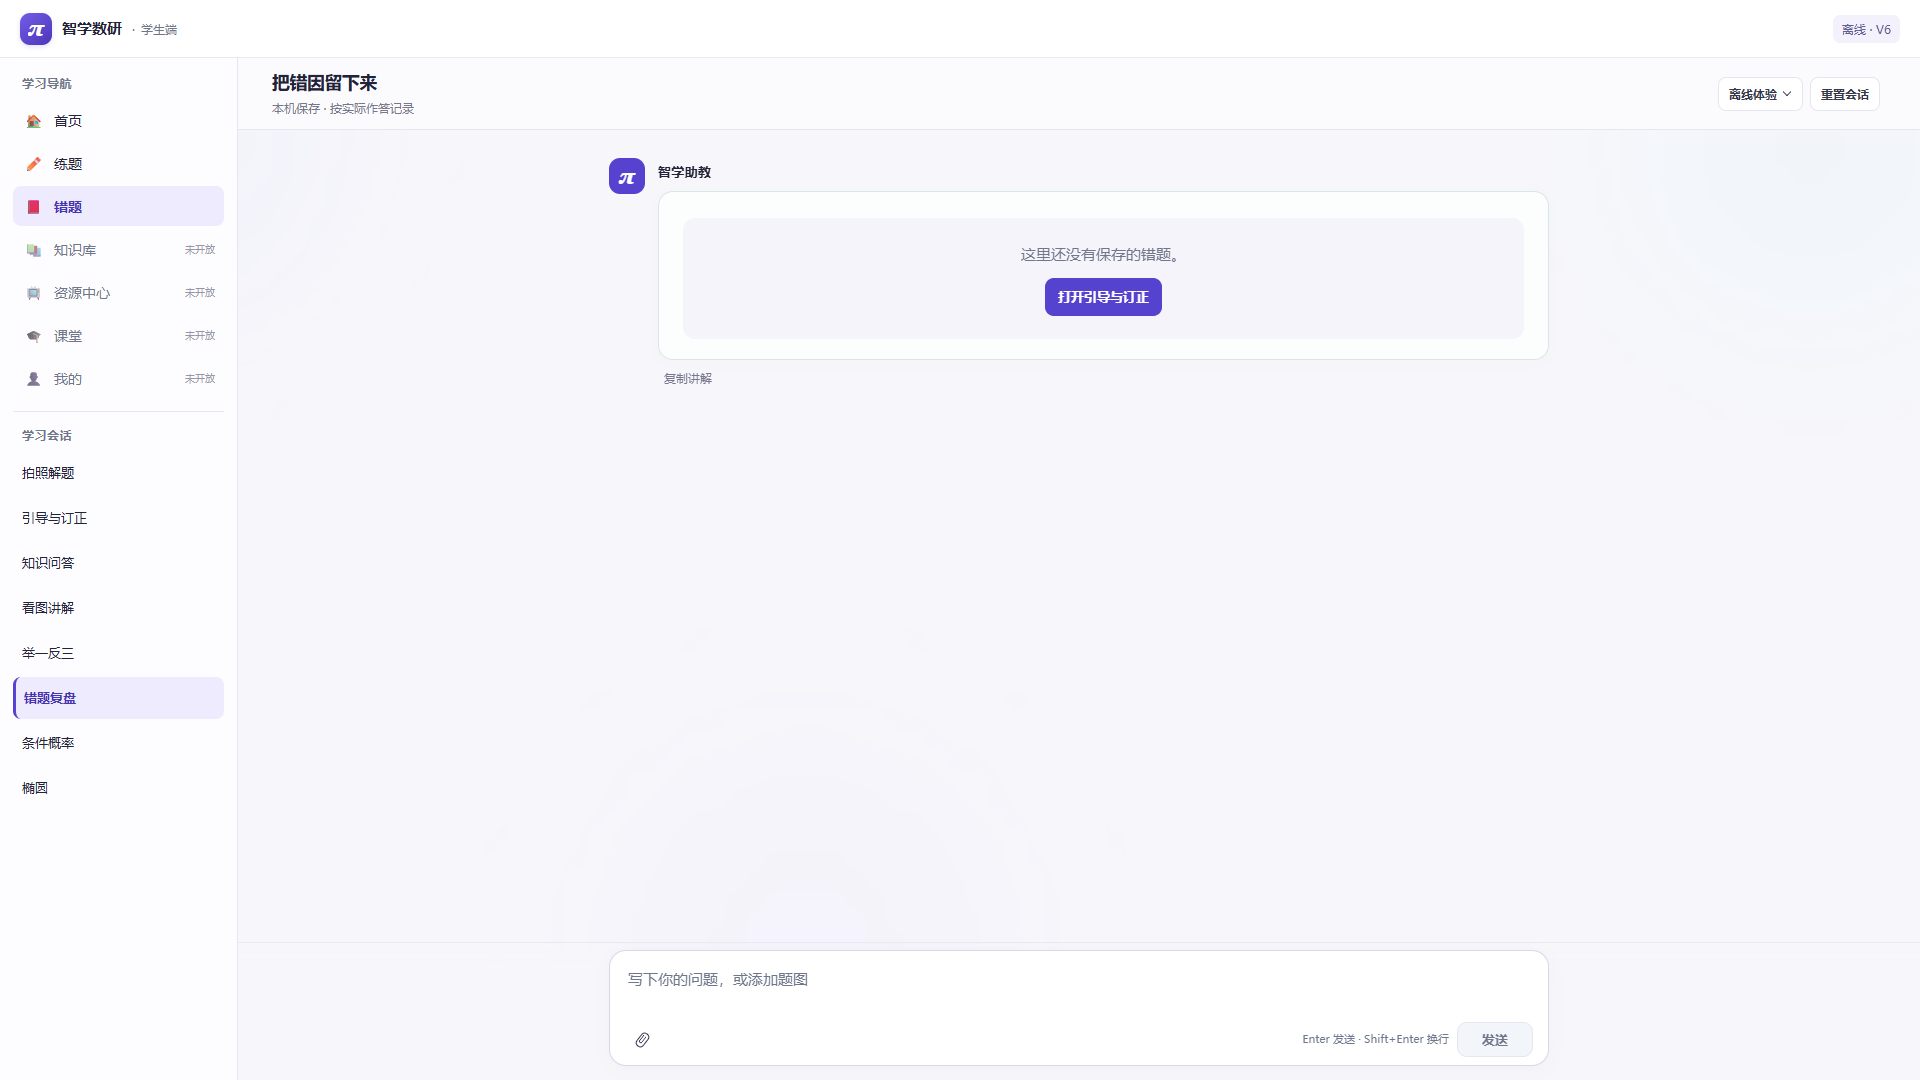 π 智学数研 · 学生端
离线 · V6
学习导航
首页
练题
错题
知识库 未开放
资源中心 未开放
课堂 未开放
我的 未开放
学习会话
拍照解题
引导与订正
知识问答
看图讲解
举一反三
错题复盘
条件概率
椭圆
把错因留下来
本机保存 · 按实际作答记录
离线体验
重置会话
π 智学助教
这里还没有保存的错题。
打开引导与订正
复制讲解
写下你的问题，或添加题图
Enter 发送 · Shift+Enter 换行
发送